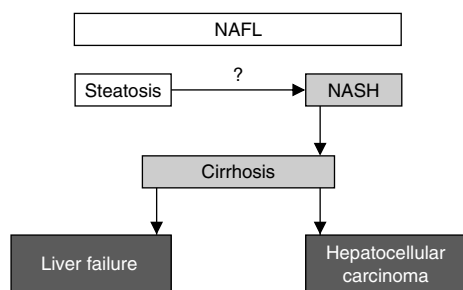 NAFL
?
Steatosis
NASH
Cirrhosis
Liver failure
Hepatocellular
carcinoma